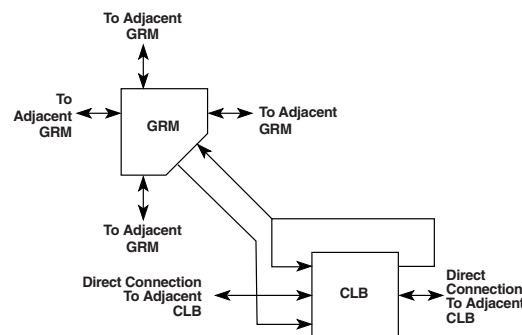 To Adjacent
GRM
To
Adjacent
GRM
GRM
To Adjacent
GRM
To Adjacent
GRM
Direct Connection
To Adjacent
CLB
CLB
Direct
Connection
To Adjacent
CLB